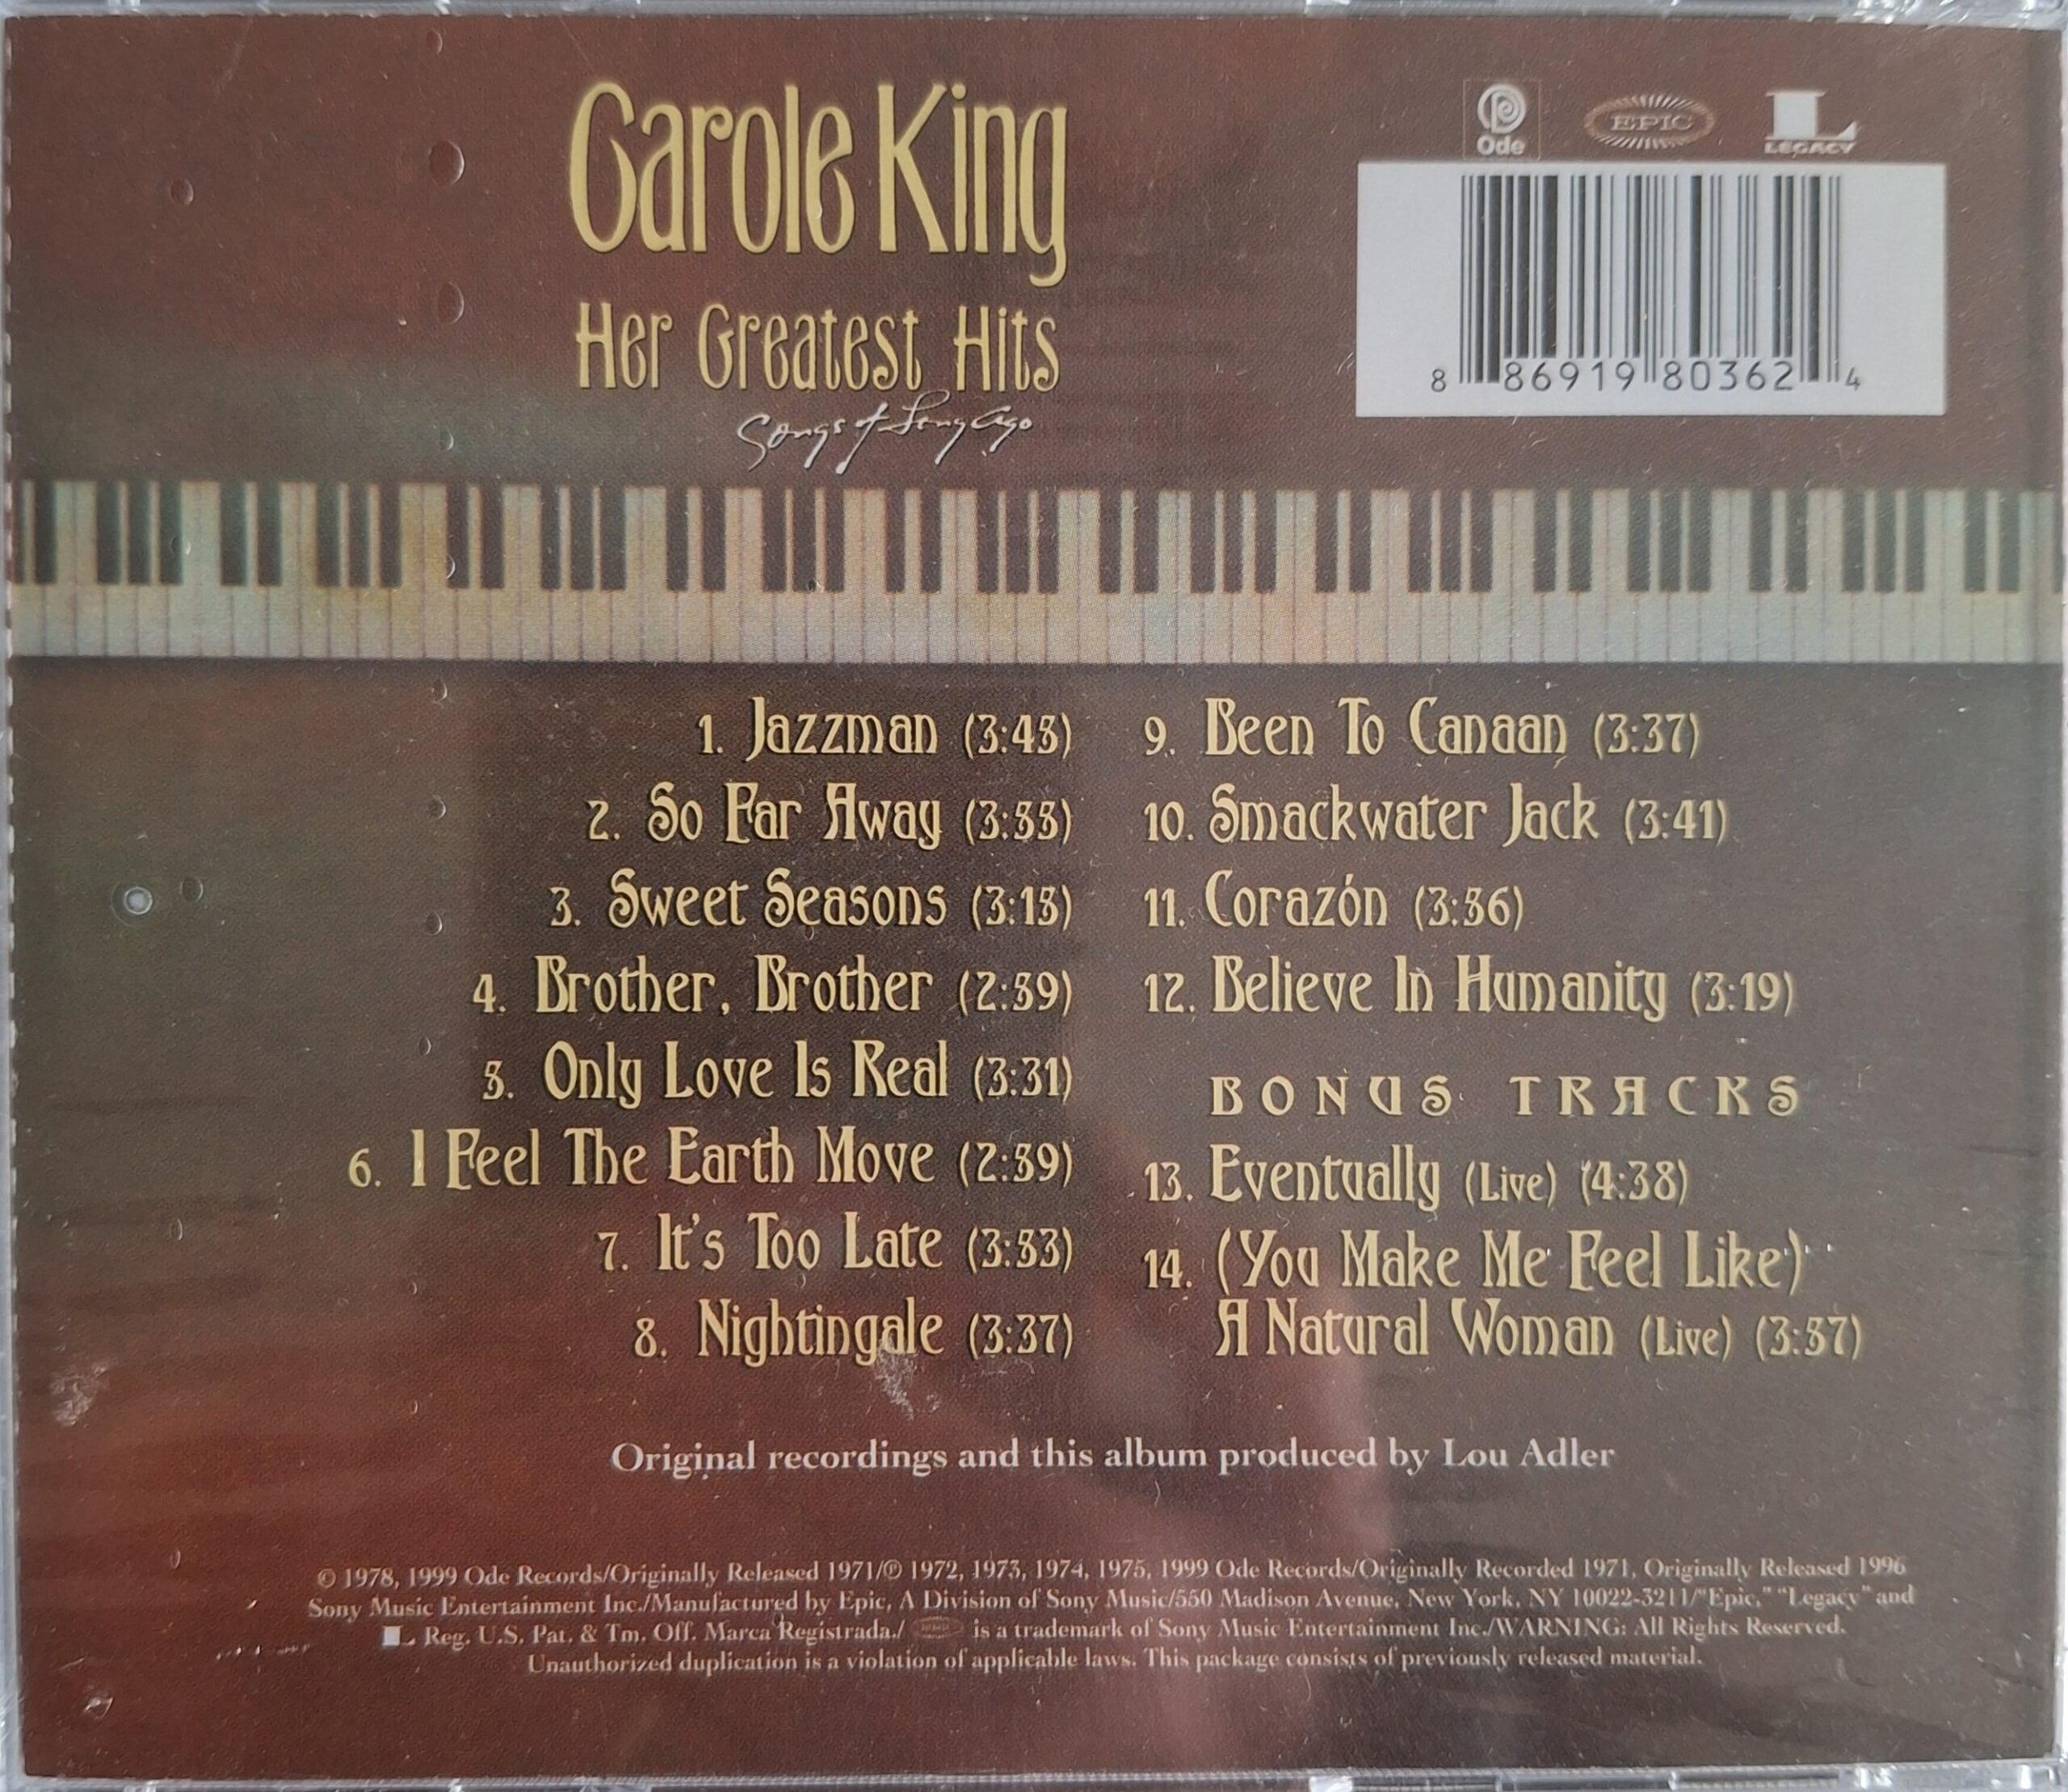 Carole King
Her Greatest Hits
Songs of Long Ago
Ode
EPIC
L
LEGACY
8 86919 80362 4
1. Jazzman (3:45)
2. So Far Away (3:55)
3. Sweet Seasons (3:15)
4. Brother, Brother (2:59)
5. Only Love Is Real (3:31)
6. I Feel The Earth Move (2:59)
7. It's Too Late (3:53)
8. Nightingale (3:37)
9. Been To Canaan (3:37)
10. Smackwater Jack (3:41)
11. Corazón (3:56)
12. Believe In Humanity (3:19)
BONUS TRACKS
13. Eventually (Live) (4:38)
14. (You Make Me Feel Like)
A Natural Woman (Live) (3:57)
Original recordings and this album produced by Lou Adler
© 1978, 1999 Ode Records/Originally Released 1971/℗ 1972, 1973, 1974, 1975, 1999 Ode Records/Originally Recorded 1971, Originally Released 1996
Sony Music Entertainment Inc./Manufactured by Epic, A Division of Sony Music/550 Madison Avenue, New York, NY 10022-3211/"Epic," "Legacy" and
L Reg. U.S. Pat. & Tm. Off. Marca Registrada./ EPIC is a trademark of Sony Music Entertainment Inc./WARNING: All Rights Reserved.
Unauthorized duplication is a violation of applicable laws. This package consists of previously released material.